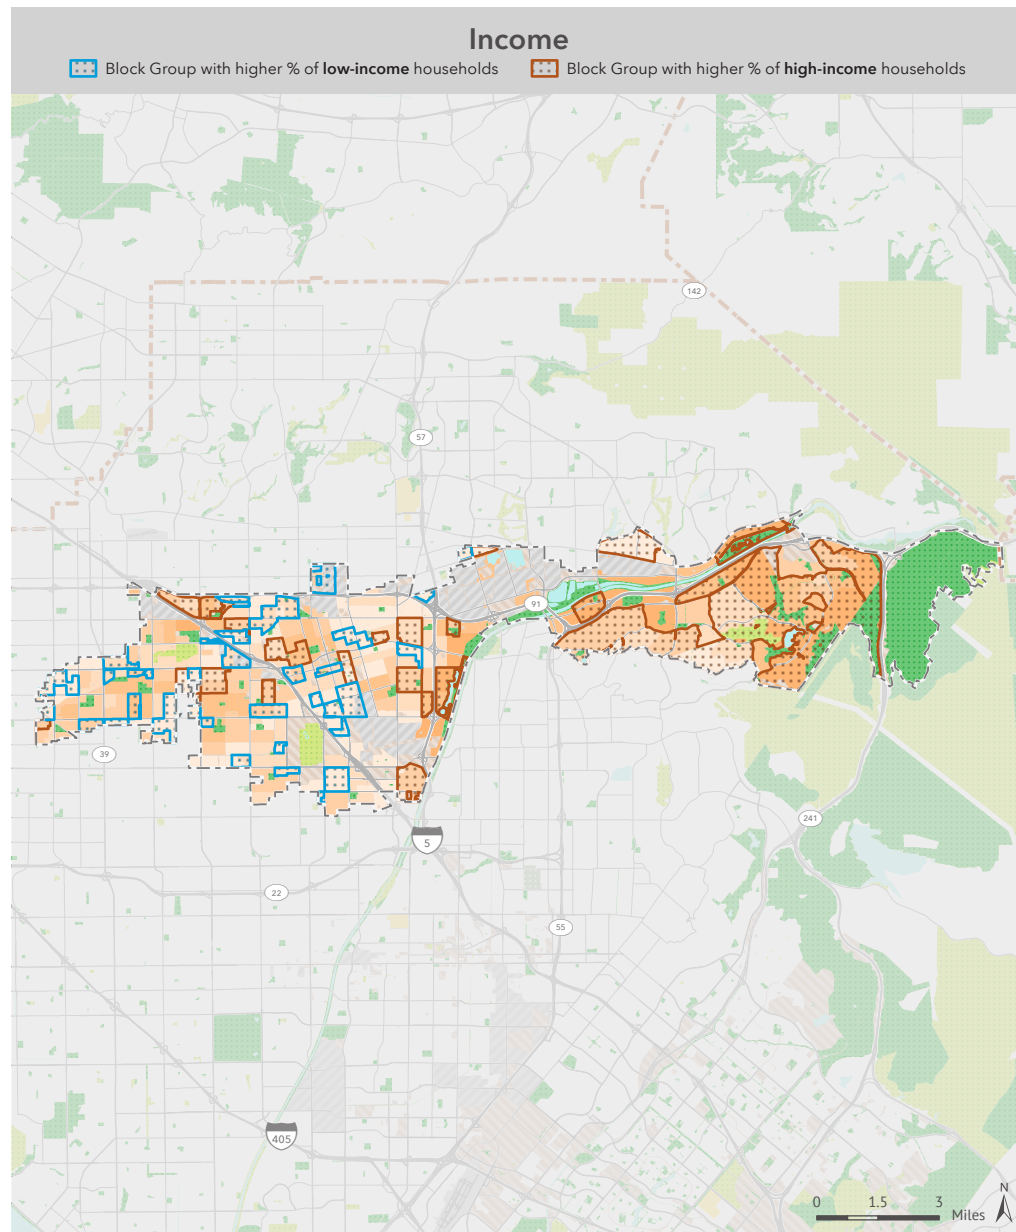 Income
Block Group with higher % of low-income households
Block Group with higher % of high-income households
142
57
91
39
241
5
22
55
405
0 1.5 3
Miles
N